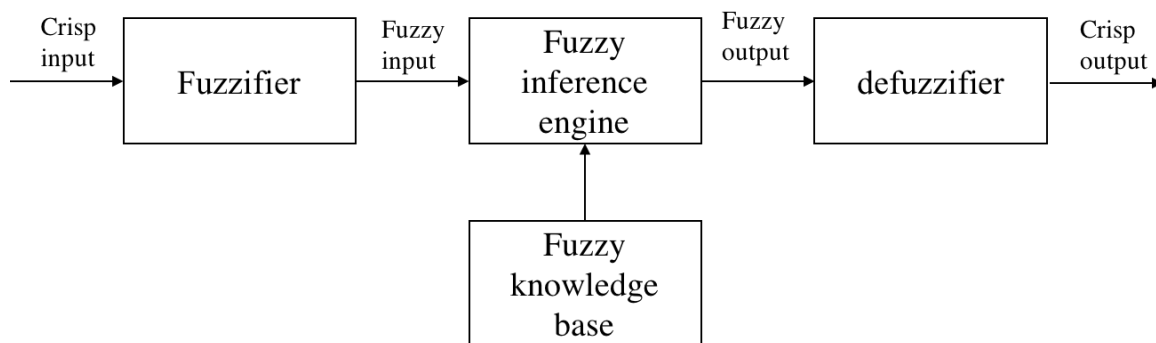 Crisp
input
Fuzzifier
Fuzzy
input
Fuzzy
inference
engine
Fuzzy
output
defuzzifier
Crisp
output
Fuzzy
knowledge
base